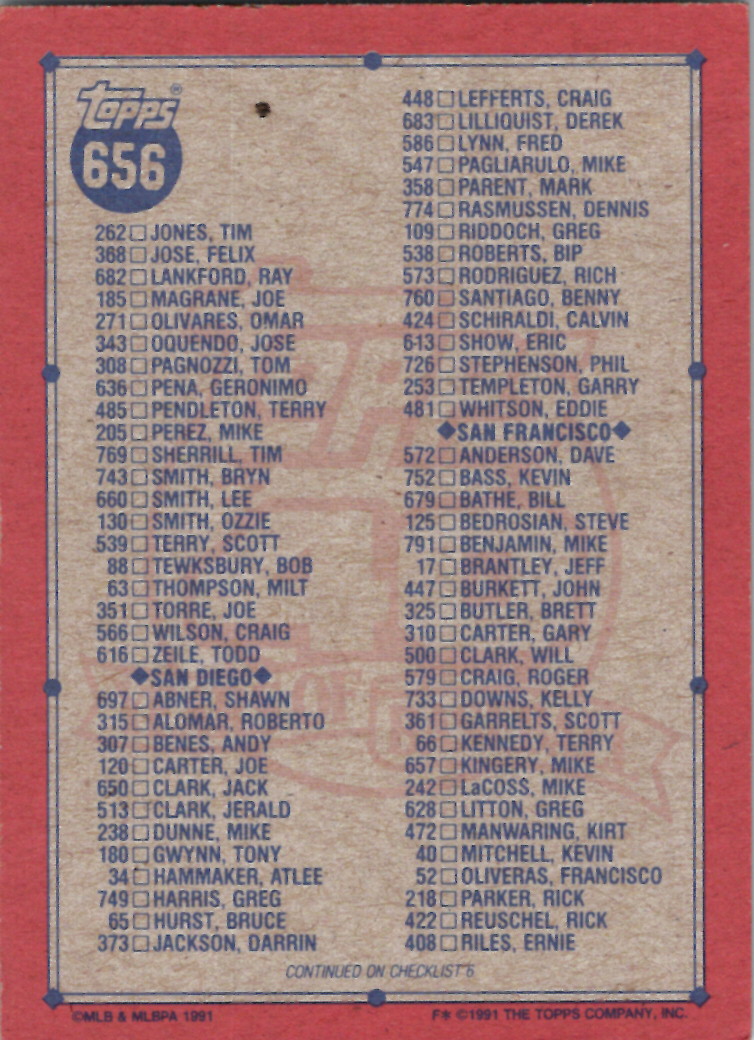 Topps®
656
262 □ JONES, TIM
368 □ JOSE, FELIX
682 □ LANKFORD, RAY
185 □ MAGRANE, JOE
271 □ OLIVARES, OMAR
343 □ OQUENDO, JOSE
308 □ PAGNOZZI, TOM
636 □ PENA, GERONIMO
485 □ PENDLETON, TERRY
205 □ PEREZ, MIKE
769 □ SHERRILL, TIM
743 □ SMITH, BRYN
660 □ SMITH, LEE
130 □ SMITH, OZZIE
539 □ TERRY, SCOTT
88 □ TEWKSBURY, BOB
63 □ THOMPSON, MILT
351 □ TORRE, JOE
566 □ WILSON, CRAIG
616 □ ZEILE, TODD
◆SAN DIEGO◆
697 □ ABNER, SHAWN
315 □ ALOMAR, ROBERTO
307 □ BENES, ANDY
120 □ CARTER, JOE
650 □ CLARK, JACK
513 □ CLARK, JERALD
238 □ DUNNE, MIKE
180 □ GWYNN, TONY
34 □ HAMMAKER, ATLEE
749 □ HARRIS, GREG
65 □ HURST, BRUCE
373 □ JACKSON, DARRIN
448 □ LEFFERTS, CRAIG
683 □ LILLIQUIST, DEREK
586 □ LYNN, FRED
547 □ PAGLIARULO, MIKE
358 □ PARENT, MARK
774 □ RASMUSSEN, DENNIS
109 □ RIDDOCH, GREG
538 □ ROBERTS, BIP
573 □ RODRIGUEZ, RICH
760 □ SANTIAGO, BENNY
424 □ SCHIRALDI, CALVIN
613 □ SHOW, ERIC
726 □ STEPHENSON, PHIL
253 □ TEMPLETON, GARRY
481 □ WHITSON, EDDIE
◆SAN FRANCISCO◆
572 □ ANDERSON, DAVE
752 □ BASS, KEVIN
679 □ BATHE, BILL
125 □ BEDROSIAN, STEVE
791 □ BENJAMIN, MIKE
17 □ BRANTLEY, JEFF
447 □ BURKETT, JOHN
325 □ BUTLER, BRETT
310 □ CARTER, GARY
500 □ CLARK, WILL
579 □ CRAIG, ROGER
733 □ DOWNS, KELLY
361 □ GARRELTS, SCOTT
66 □ KENNEDY, TERRY
657 □ KINGERY, MIKE
242 □ LaCOSS, MIKE
628 □ LITTON, GREG
472 □ MANWARING, KIRT
40 □ MITCHELL, KEVIN
52 □ OLIVERAS, FRANCISCO
218 □ PARKER, RICK
422 □ REUSCHEL, RICK
408 □ RILES, ERNIE
CONTINUED ON CHECKLIST 6
©MLB & MLBPA 1991
F* ©1991 THE TOPPS COMPANY, INC.